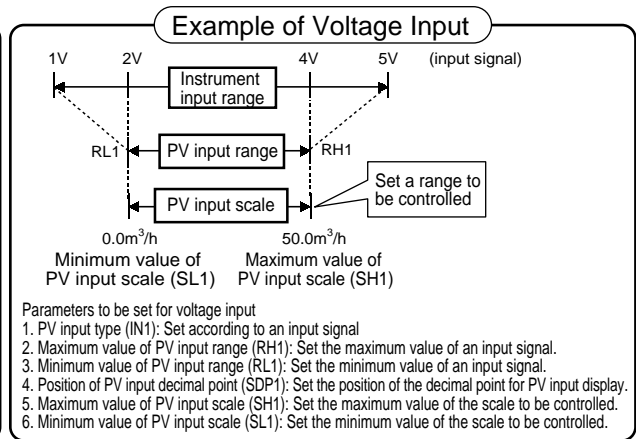 Example of Voltage Input
1V 2V 4V 5V (input signal)
Instrument
input range
RL1 PV input range RH1
PV input scale
Set a range to
be controlled
0.0m³/h 50.0m³/h
Minimum value of Maximum value of
PV input scale (SL1) PV input scale (SH1)
Parameters to be set for voltage input
1. PV input type (IN1): Set according to an input signal
2. Maximum value of PV input range (RH1): Set the maximum value of an input signal.
3. Minimum value of PV input range (RL1): Set the minimum value of an input signal.
4. Position of PV input decimal point (SDP1): Set the position of the decimal point for PV input display.
5. Maximum value of PV input scale (SH1): Set the maximum value of the scale to be controlled.
6. Minimum value of PV input scale (SL1): Set the minimum value of the scale to be controlled.